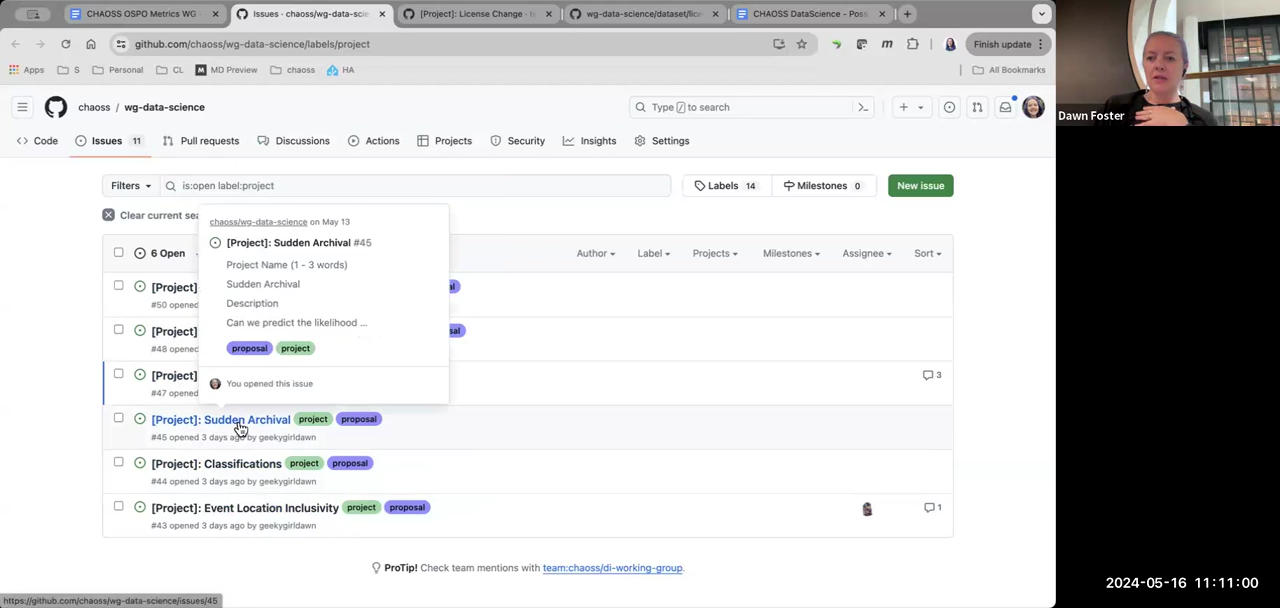 CHAOSS OSPO Metrics WG -
Issues · chaoss/wg-data-scie
[Project]: License Change ·
wg-data-science/dataset/lice
CHAOSS DataScience - Poss
github.com/chaoss/wg-data-science/labels/project
Finish update
Apps
S
Personal
CL
MD Preview
chaoss
HA
All Bookmarks
chaoss / wg-data-science
Type / to search
Code
Issues 11
Pull requests
Discussions
Actions
Projects
Security
Insights
Settings
Filters
is:open label:project
Labels 14
Milestones 0
New issue
Clear current sea
chaoss/wg-data-science on May 13
[Project]: Sudden Archival #45
Project Name (1 - 3 words)
Sudden Archival
Description
Can we predict the likelihood ...
proposal project
You opened this issue
6 Open
Author
Label
Projects
Milestones
Assignee
Sort
[Project]
#50 opened
[Project]
#48 opened
[Project]
3
#47 opened
[Project]: Sudden Archival project proposal
#45 opened 3 days ago by geekygirldawn
[Project]: Classifications project proposal
#44 opened 3 days ago by geekygirldawn
[Project]: Event Location Inclusivity project proposal
1
#43 opened 3 days ago by geekygirldawn
ProTip! Check team mentions with team:chaoss/di-working-group.
https://github.com/chaoss/wg-data-science/issues/45
Dawn Foster
2024-05-16 11:11:00